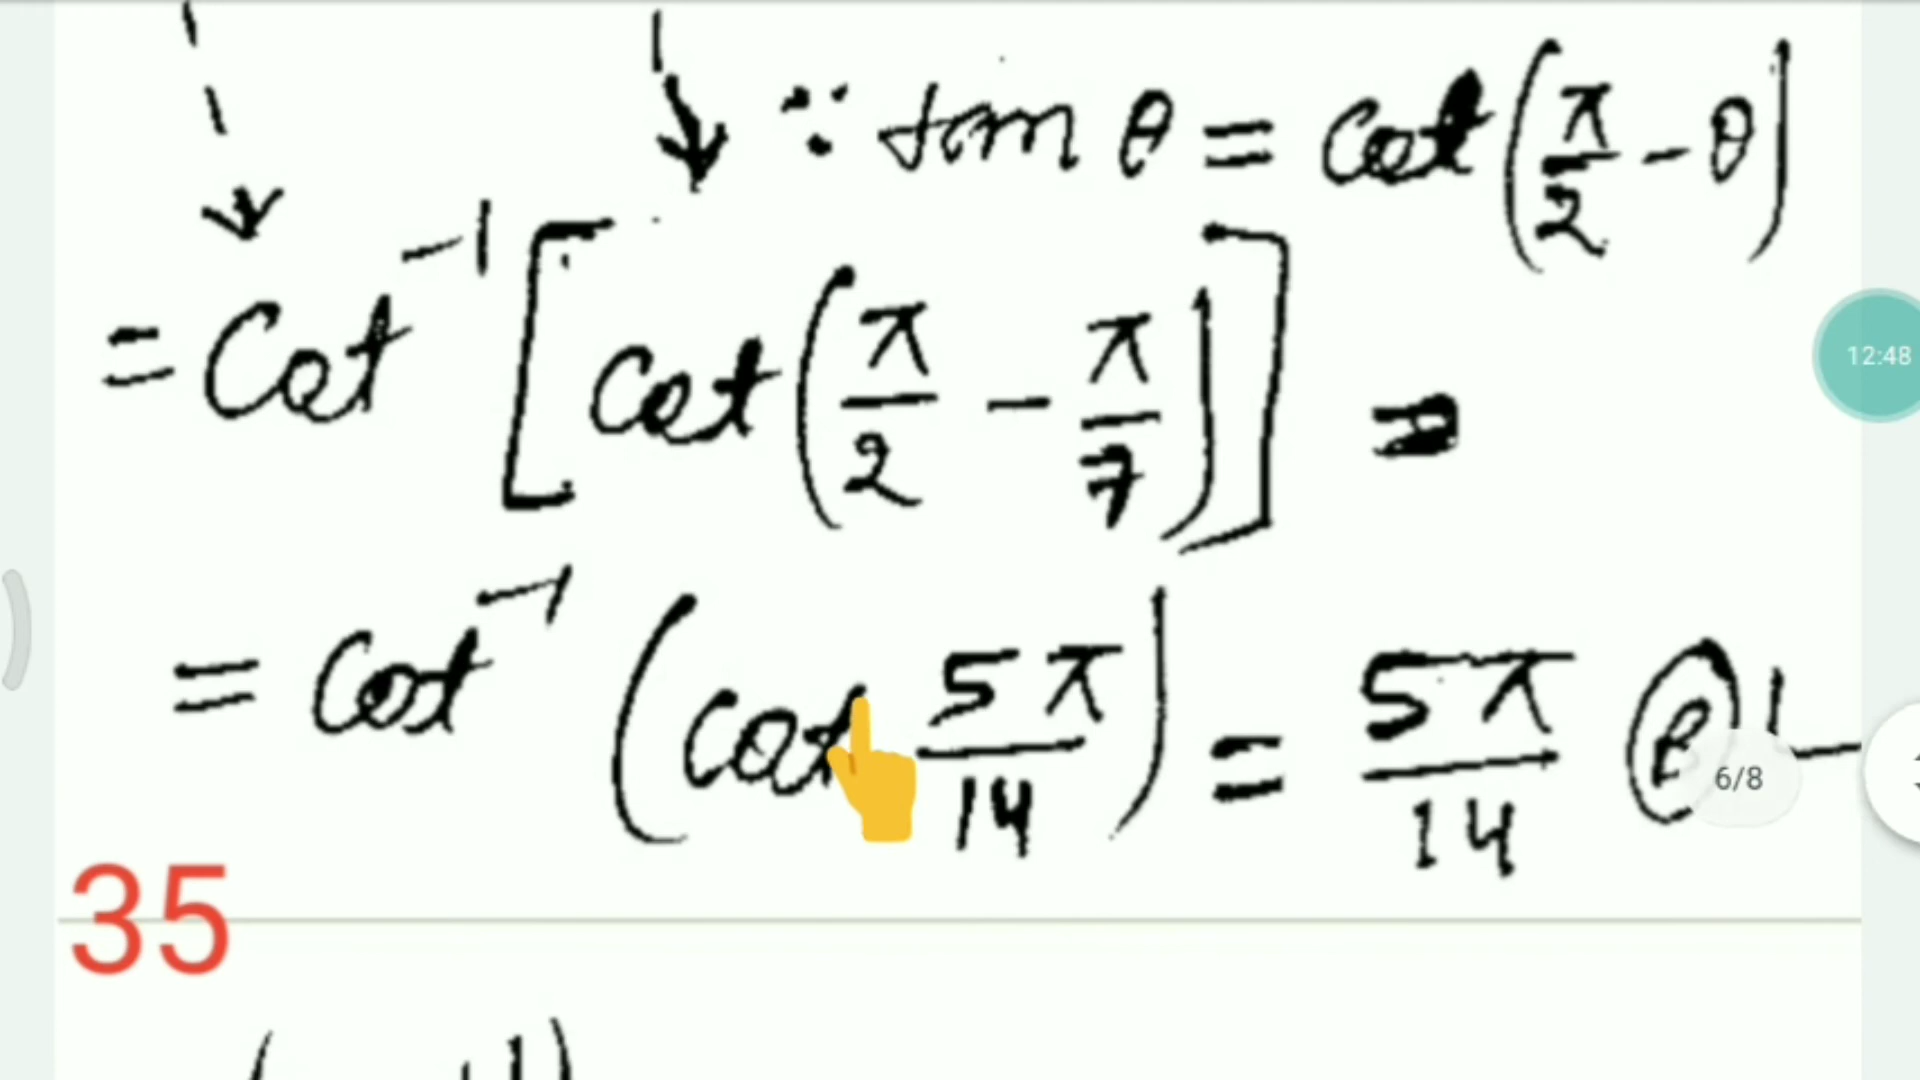 ∵ tan θ = cot(π/2 - θ)
= Cot⁻¹[cot(π/2 - π/7)] =
12:48
= Cot⁻¹(cot 5π/14) = 5π/14
6/8
35